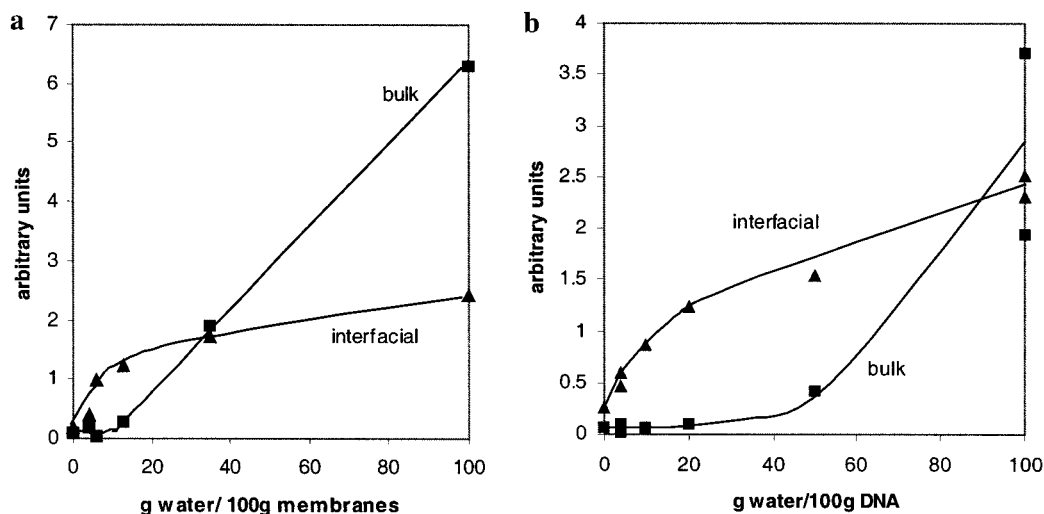 a
7
6
5
4
3
2
1
0
arbitrary units
bulk
interfacial
0 20 40 60 80 100
g water/ 100g membranes
b
4
3.5
3
2.5
2
1.5
1
0.5
0
arbitrary units
interfacial
bulk
0 20 40 60 80 100
g water/100g DNA